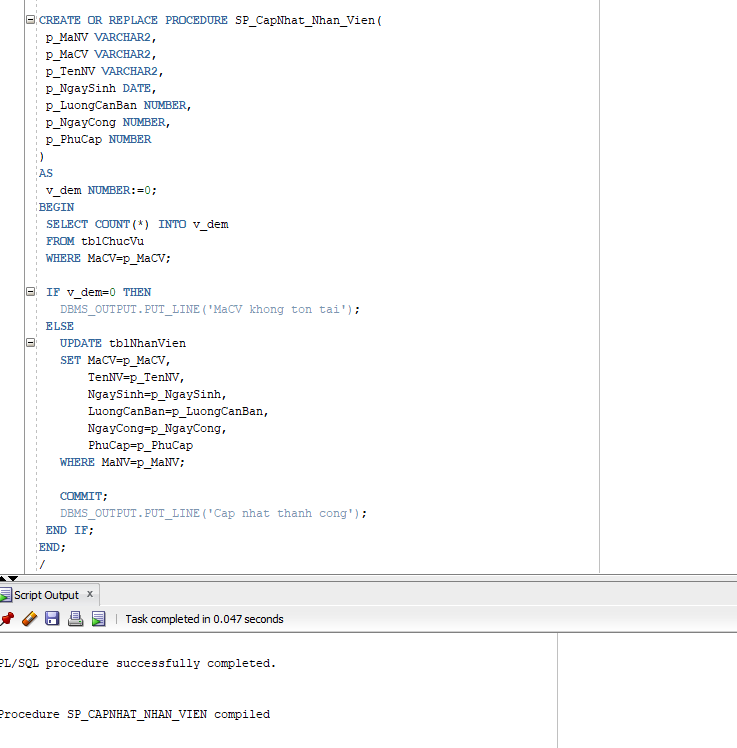 CREATE OR REPLACE PROCEDURE SP_CapNhat_Nhan_Vien(
p_MaNV VARCHAR2,
p_MaCV VARCHAR2,
p_TenNV VARCHAR2,
p_NgaySinh DATE,
p_LuongCanBan NUMBER,
p_NgayCong NUMBER,
p_PhuCap NUMBER
)
AS
v_dem NUMBER:=0;
BEGIN
SELECT COUNT(*) INTO v_dem
FROM tblChucVu
WHERE MaCV=p_MaCV;
IF v_dem=0 THEN
DBMS_OUTPUT.PUT_LINE('MaCV khong ton tai');
ELSE
UPDATE tblNhanVien
SET MaCV=p_MaCV,
TenNV=p_TenNV,
NgaySinh=p_NgaySinh,
LuongCanBan=p_LuongCanBan,
NgayCong=p_NgayCong,
PhuCap=p_PhuCap
WHERE MaNV=p_MaNV;
COMMIT;
DBMS_OUTPUT.PUT_LINE('Cap nhat thanh cong');
END IF;
END;
/
Script Output x
Task completed in 0.047 seconds
PL/SQL procedure successfully completed.
Procedure SP_CAPNHAT_NHAN_VIEN compiled